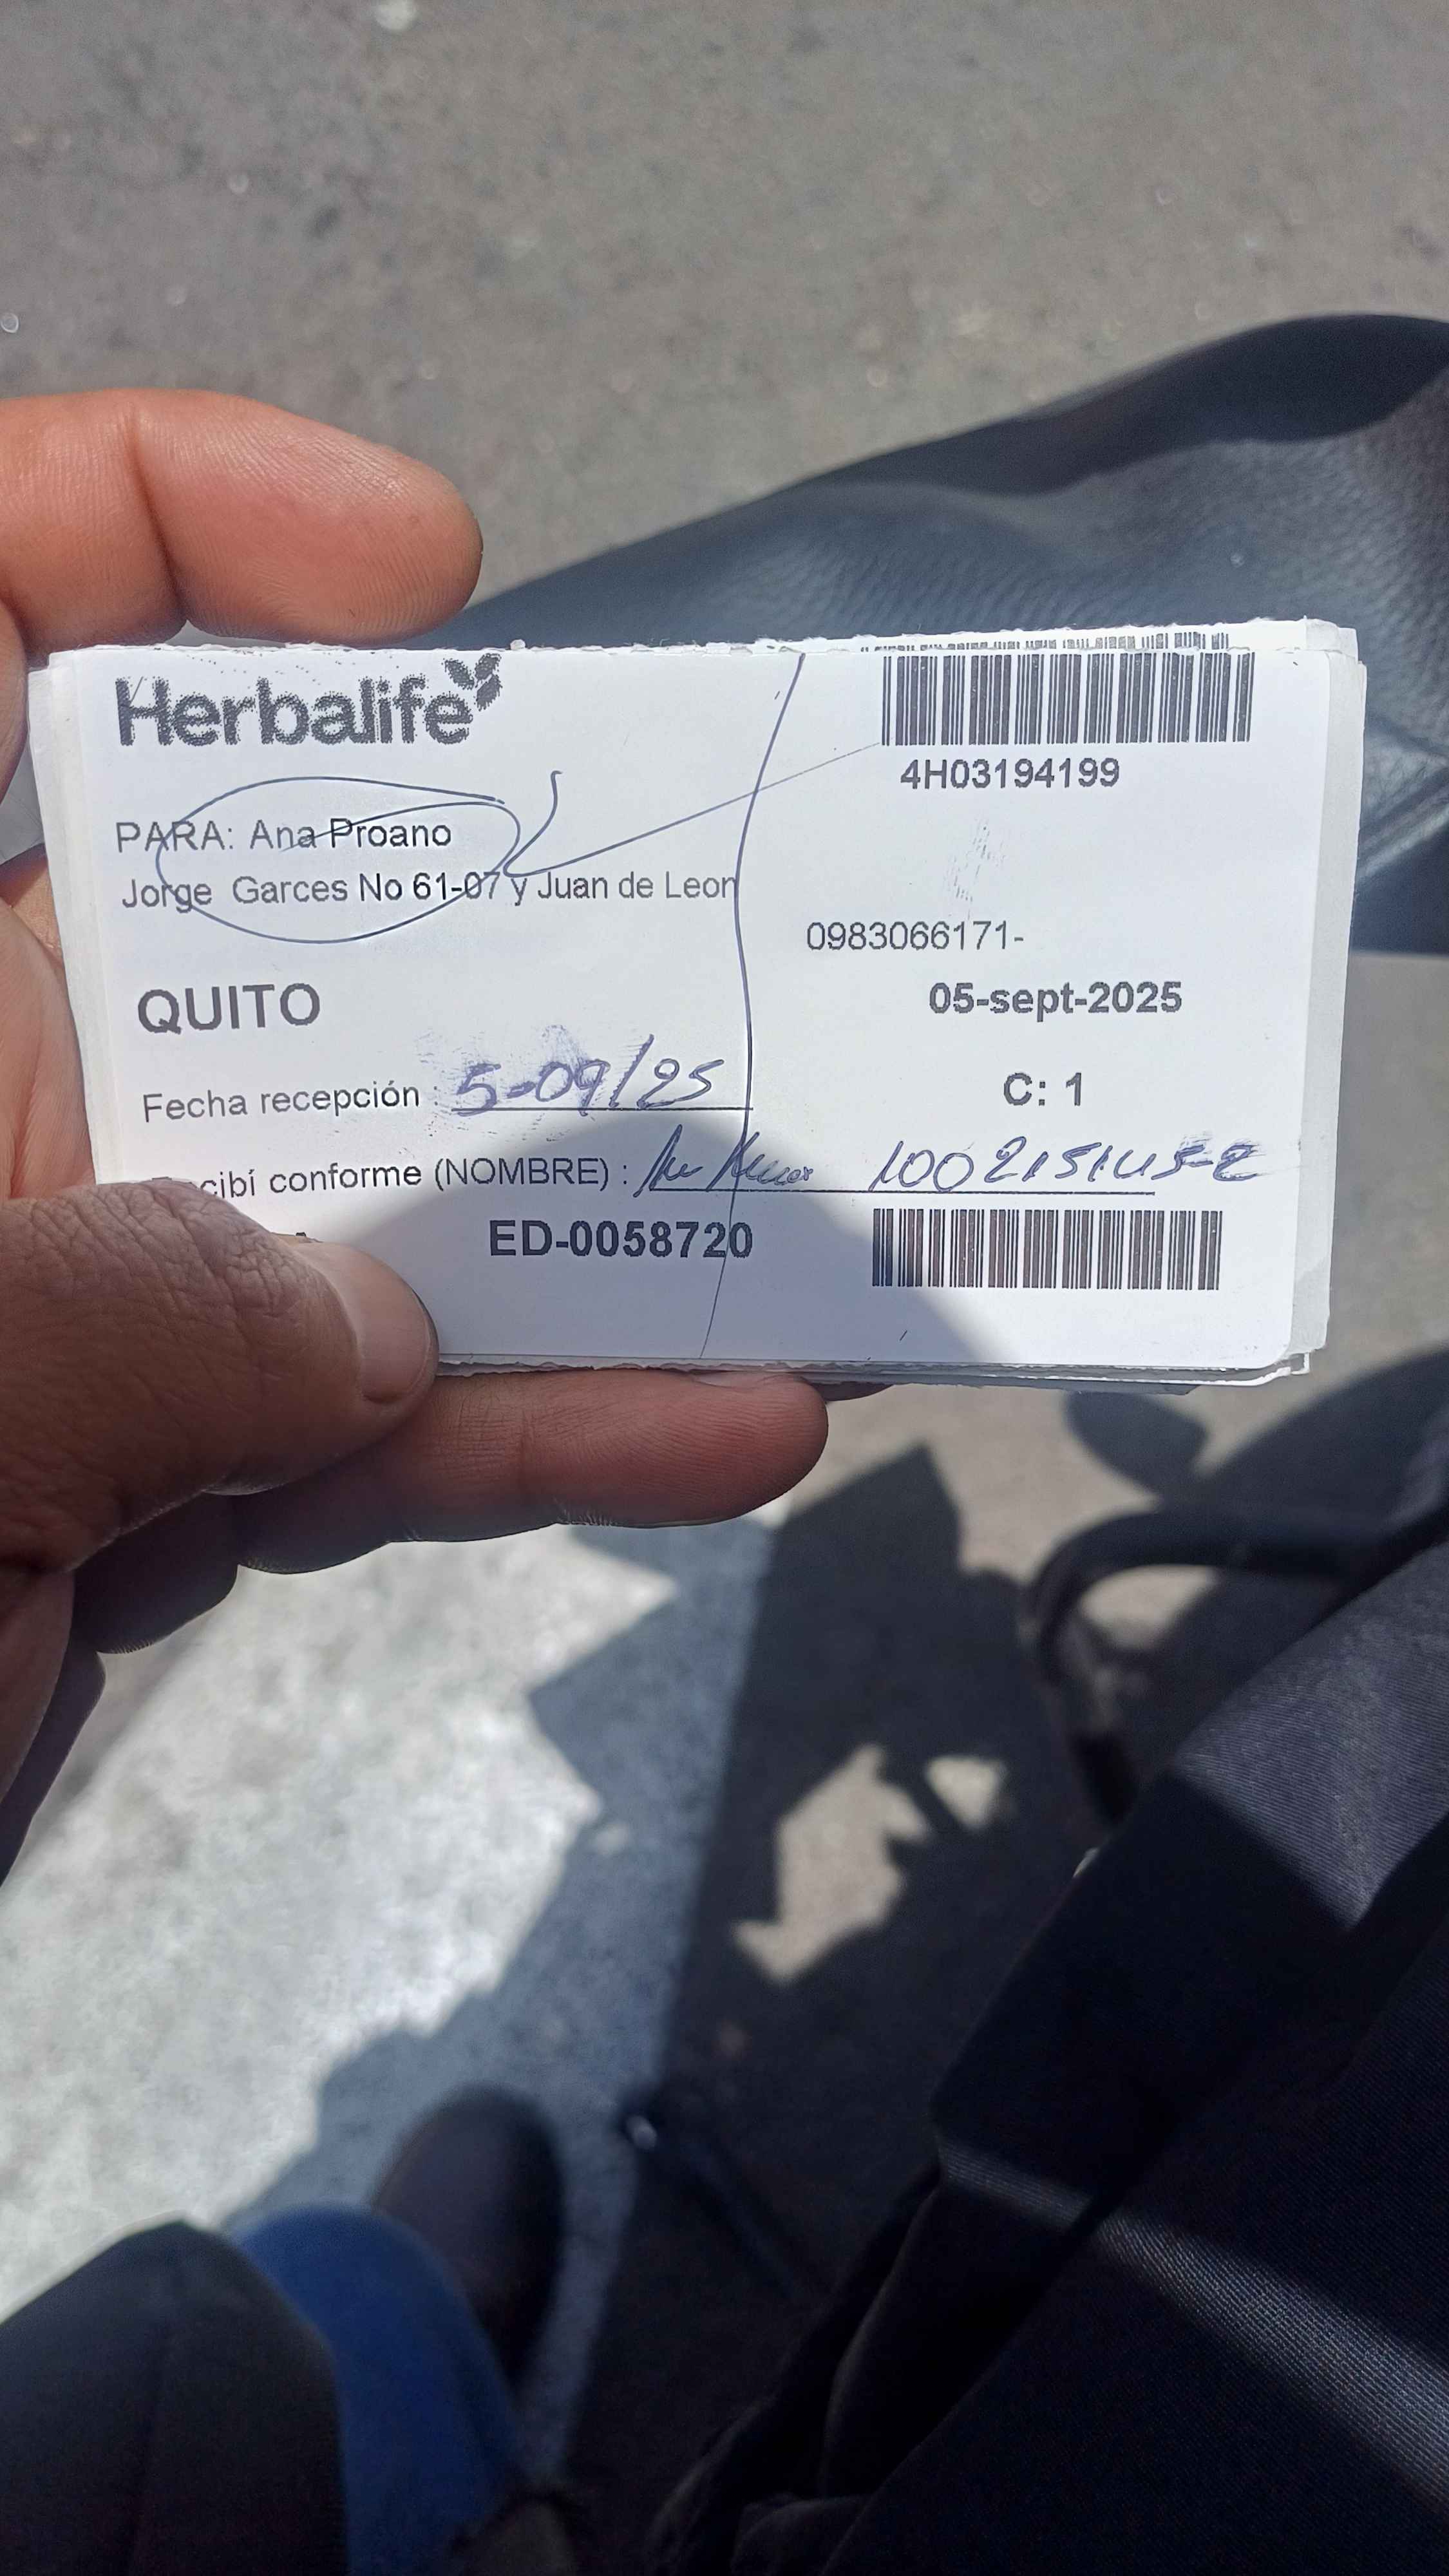 Herbalife
4H03194199
PARA: Ana Proano
Jorge Garces No 61-07 y Juan de Leon
0983066171-
QUITO
05-sept-2025
Fecha recepción : 5-09/25
C: 1
cibí conforme (NOMBRE) :
ED-0058720